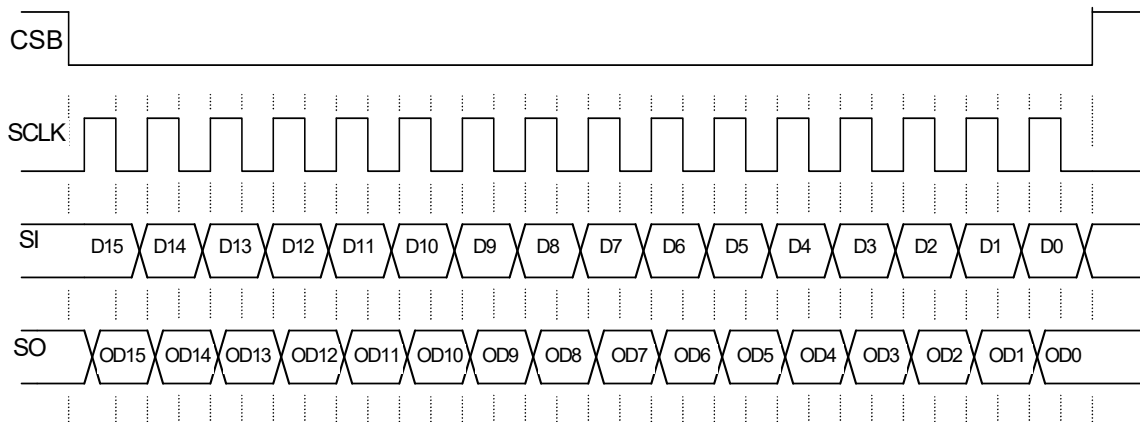 CSB
SCLK
SI D15 D14 D13 D12 D11 D10 D9 D8 D7 D6 D5 D4 D3 D2 D1 D0
SO OD15 OD14 OD13 OD12 OD11 OD10 OD9 OD8 OD7 OD6 OD5 OD4 OD3 OD2 OD1 OD0